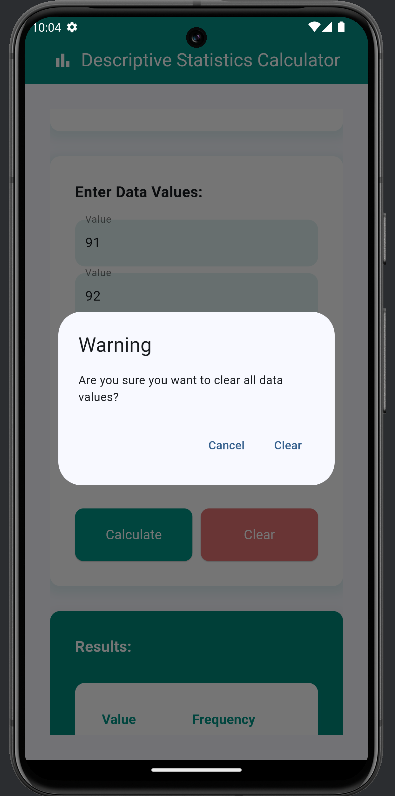 10:04
Descriptive Statistics Calculator
Enter Data Values:
Value
91
Value
92
Warning
Are you sure you want to clear all data
values?
Cancel Clear
Calculate Clear
Results:
Value Frequency